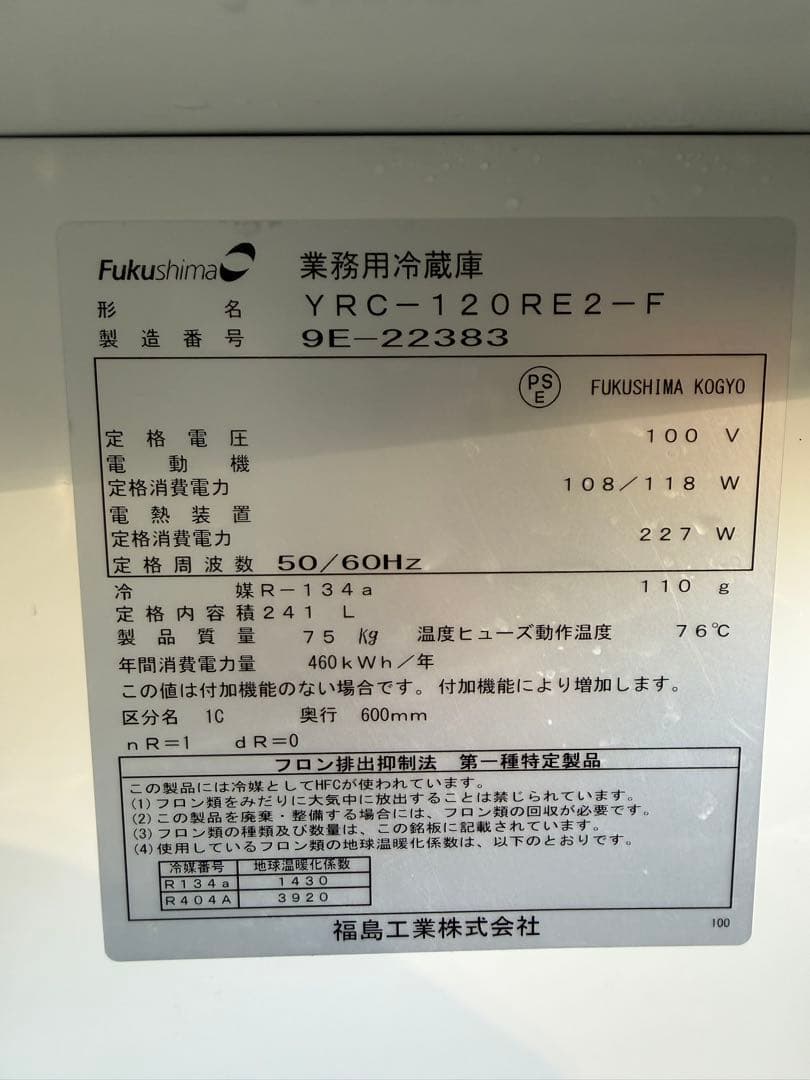 Fukushima 業務用冷蔵庫
形名 YRC-120RE2-F
製造番号 9E-22383
PSE FUKUSHIMA KOGYO
定格電圧 100 V
電動機
定格消費電力 108/118 W
電熱装置
定格消費電力 227 W
定格周波数 50/60Hz
冷媒 R-134a 110 g
定格内容積 241 L
製品質量 75 kg 温度ヒューズ動作温度 76℃
年間消費電力量 460kWh/年
この値は付加機能のない場合です。付加機能により増加します。
区分名 1C 奥行 600mm
nR=1 dR=0
フロン排出抑制法 第一種特定製品
この製品には冷媒としてHFCが使われています。
(1)フロン類をみだりに大気中に放出することは禁じられています。
(2)この製品を廃棄・整備する場合には、フロン類の回収が必要です。
(3)フロン類の種類及び数量は、この銘板に記載されています。
(4)使用しているフロン類の地球温暖化係数は、以下のとおりです。
冷媒番号 地球温暖化係数
R134a 1430
R404A 3920
福島工業株式会社 100